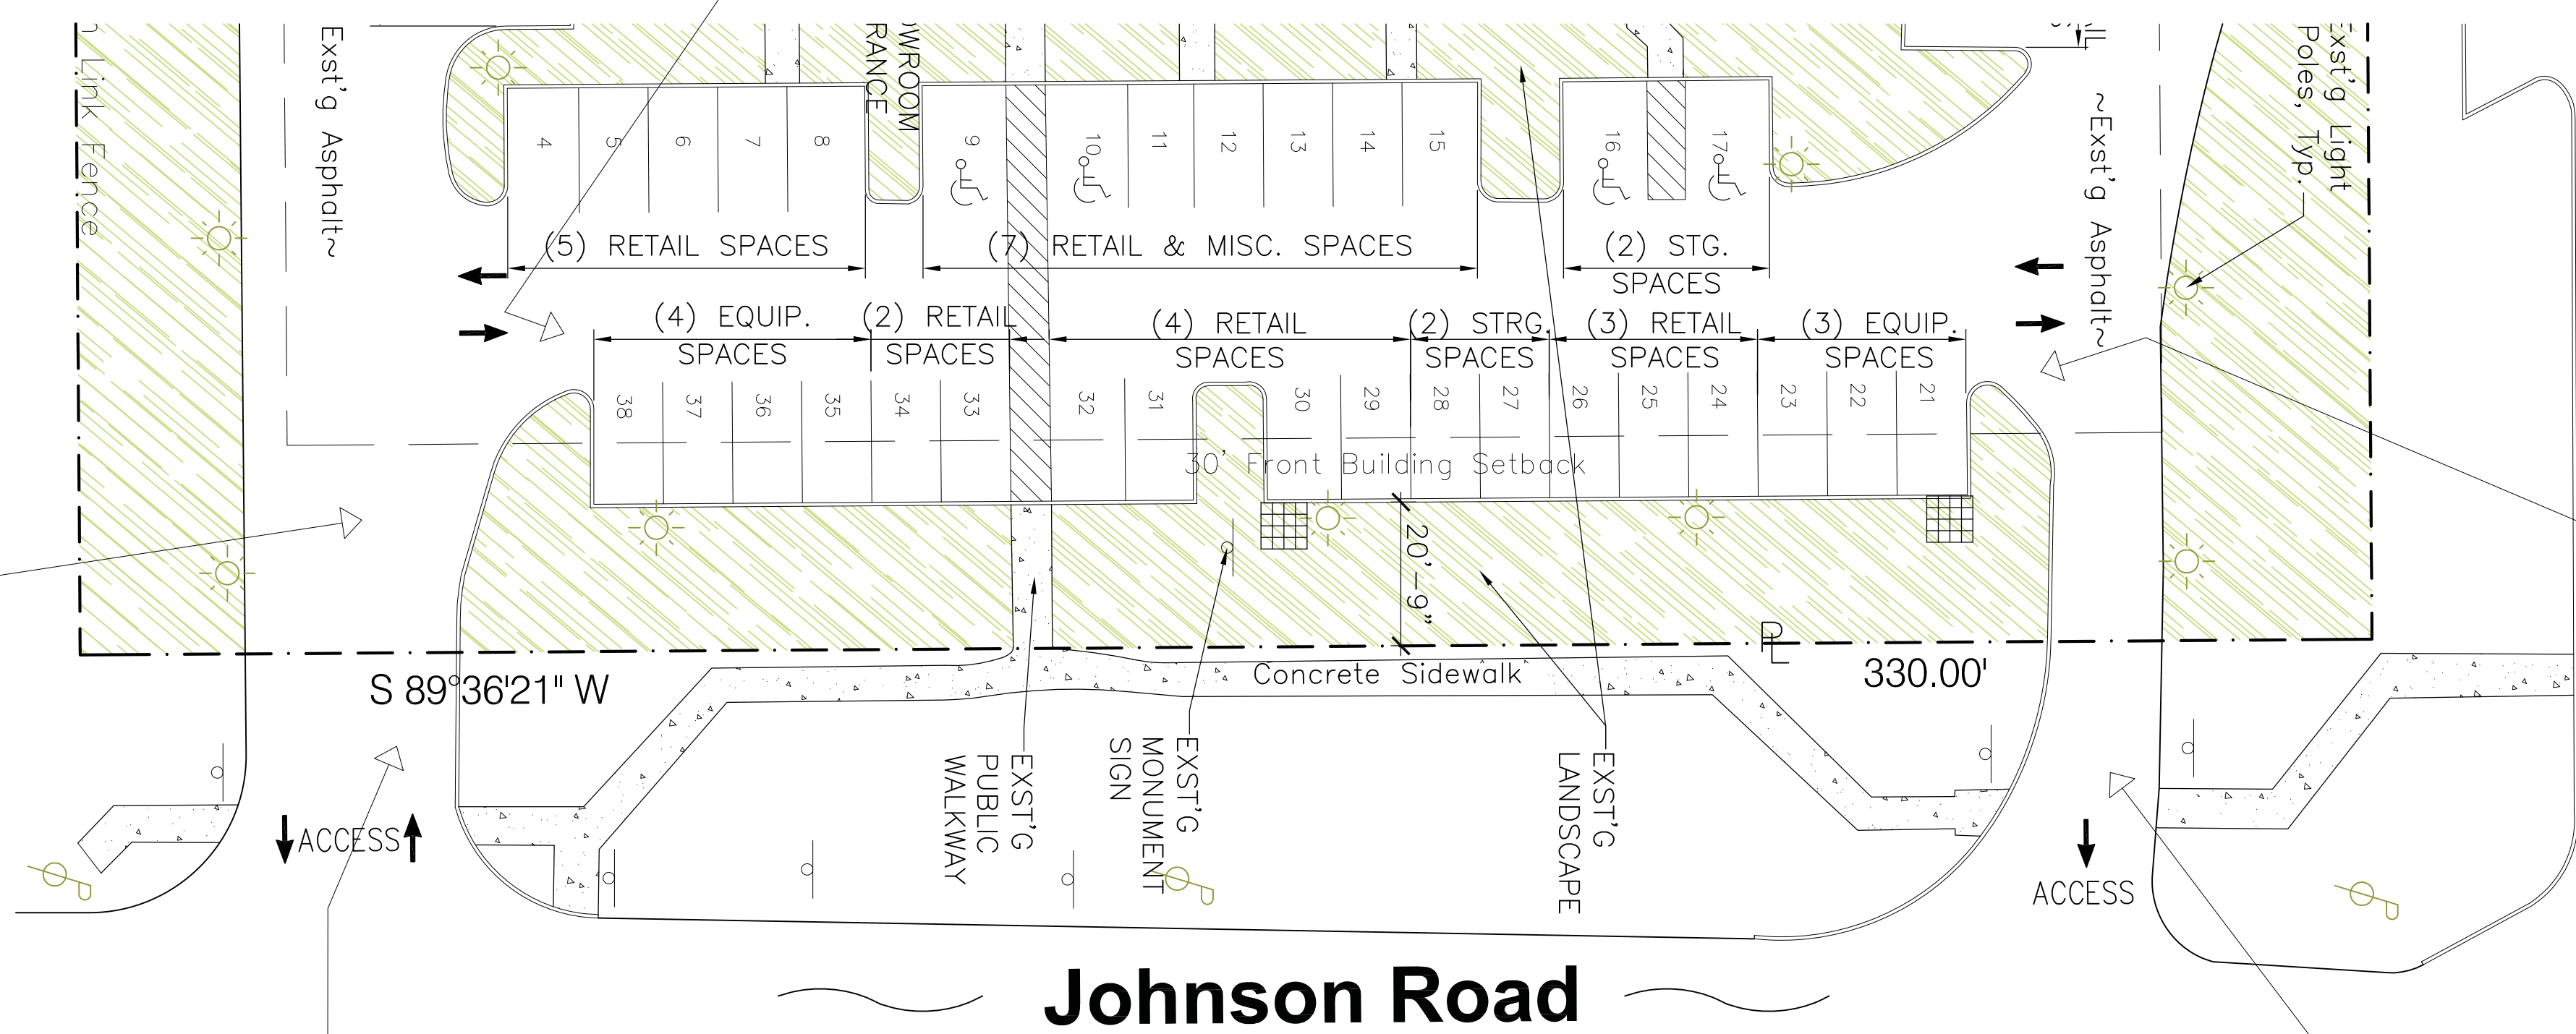 Link Fence
Exst'g Asphalt~
OWROOM
RANCE
Exst'g Light
Poles, Typ.
~Exst'g Asphalt~
4
5
6
7
8
9
10
11
12
13
14
15
16
17
(5) RETAIL SPACES
(7) RETAIL & MISC. SPACES
(2) STG.
SPACES
(4) EQUIP.
SPACES
(2) RETAIL
SPACES
(4) RETAIL
SPACES
(2) STRG.
SPACES
(3) RETAIL
SPACES
(3) EQUIP.
SPACES
38
37
36
35
34
33
32
31
30
29
28
27
26
25
24
23
22
21
30' Front Building Setback
20'-9"
PL
Concrete Sidewalk
S 89°36'21" W
330.00'
EXST'G
PUBLIC
WALKWAY
EXST'G
MONUMENT
SIGN
EXST'G
LANDSCAPE
ACCESS
ACCESS
Johnson Road